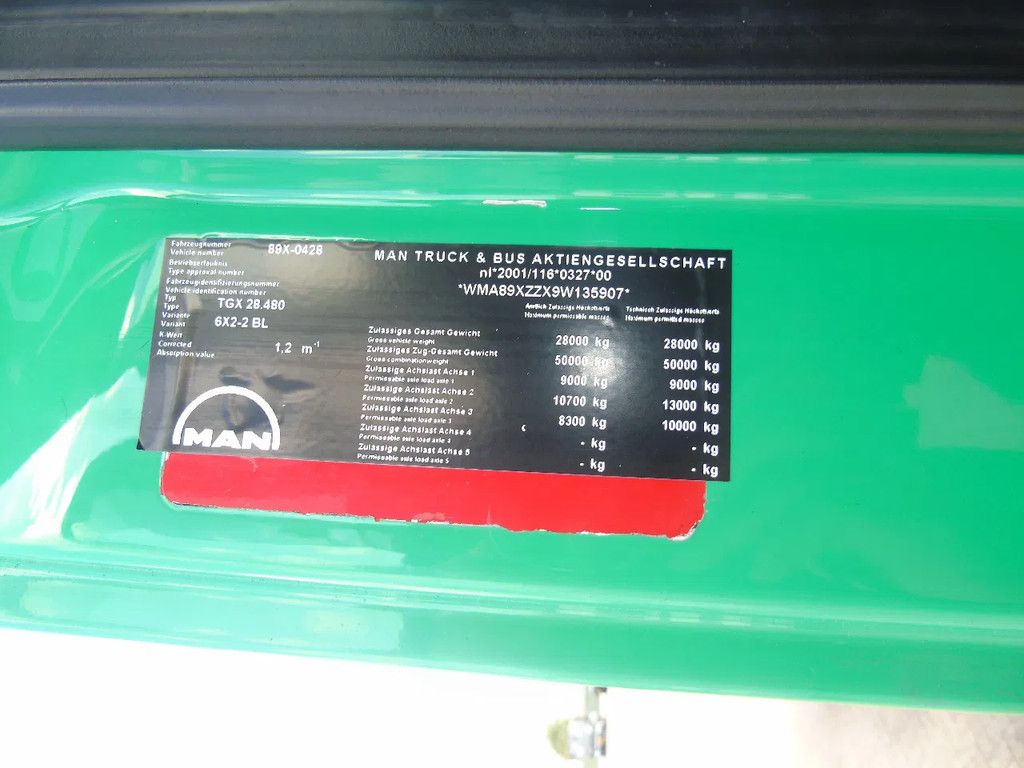 Fahrzeugnummer
Vehicle number 89X-0428
Betriebserlaubnis
Type approval number
Fahrzeugidentifizierungsnummer
Vehicle identification number
Typ
Type TGX 28.480
Variante
Variant 6X2-2 BL
K-Wert
Corrected
Absorption value 1,2 m-1
MAN
MAN TRUCK & BUS AKTIENGESELLSCHAFT
nl*2001/116*0327*00
*WMA89XZZX9W135907*
Amtlich Zulässige Höchstwerte Technisch Zulässige Höchstwerte
Maximum permissable masses Maximum permitted masses
Zulässiges Gesamt Gewicht
Gross vehicle weight 28000 kg 28000 kg
Zulässiges Zug-Gesamt Gewicht
Gross combinationweight 50000 kg 50000 kg
Zulässige Achslast Achse 1
Permissable axle load axle 1 9000 kg 9000 kg
Zulässige Achslast Achse 2
Permissable axle load axle 2 10700 kg 13000 kg
Zulässige Achslast Achse 3
Permissable axle load axle 3 8300 kg 10000 kg
Zulässige Achslast Achse 4
Permissable axle load axle 4 - kg - kg
Zulässige Achslast Achse 5
Permissable axle load axle 5 - kg - kg